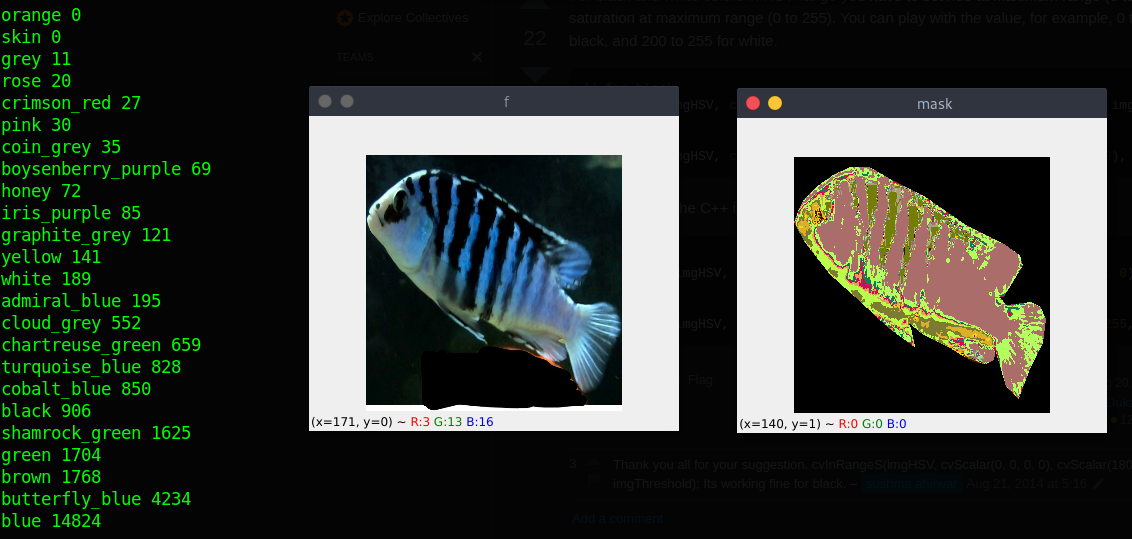 orange 0
skin 0
grey 11
rose 20
crimson_red 27
pink 30
coin_grey 35
boysenberry_purple 69
honey 72
iris_purple 85
graphite_grey 121
yellow 141
white 189
admiral_blue 195
cloud_grey 552
chartreuse_green 659
turquoise_blue 828
cobalt_blue 850
black 906
shamrock_green 1625
green 1704
brown 1768
butterfly_blue 4234
blue 14824
Explore Collectives
TEAMS
22
saturation at maximum range (0 to 255). You can play with the value, for example, 0
black, and 200 to 255 for white.
f
(x=171, y=0) ~ R:3 G:13 B:16
mask
(x=140, y=1) ~ R:0 G:0 B:0
he C++
Flag
3
Thank you all for your suggestion. cvInRangeS(imgHSV, cvScalar(0, 0, 0, 0), cvScalar(180
imgThreshold); Its working fine for black. –
Aug 21, 2014 at 5:18
Add a comment